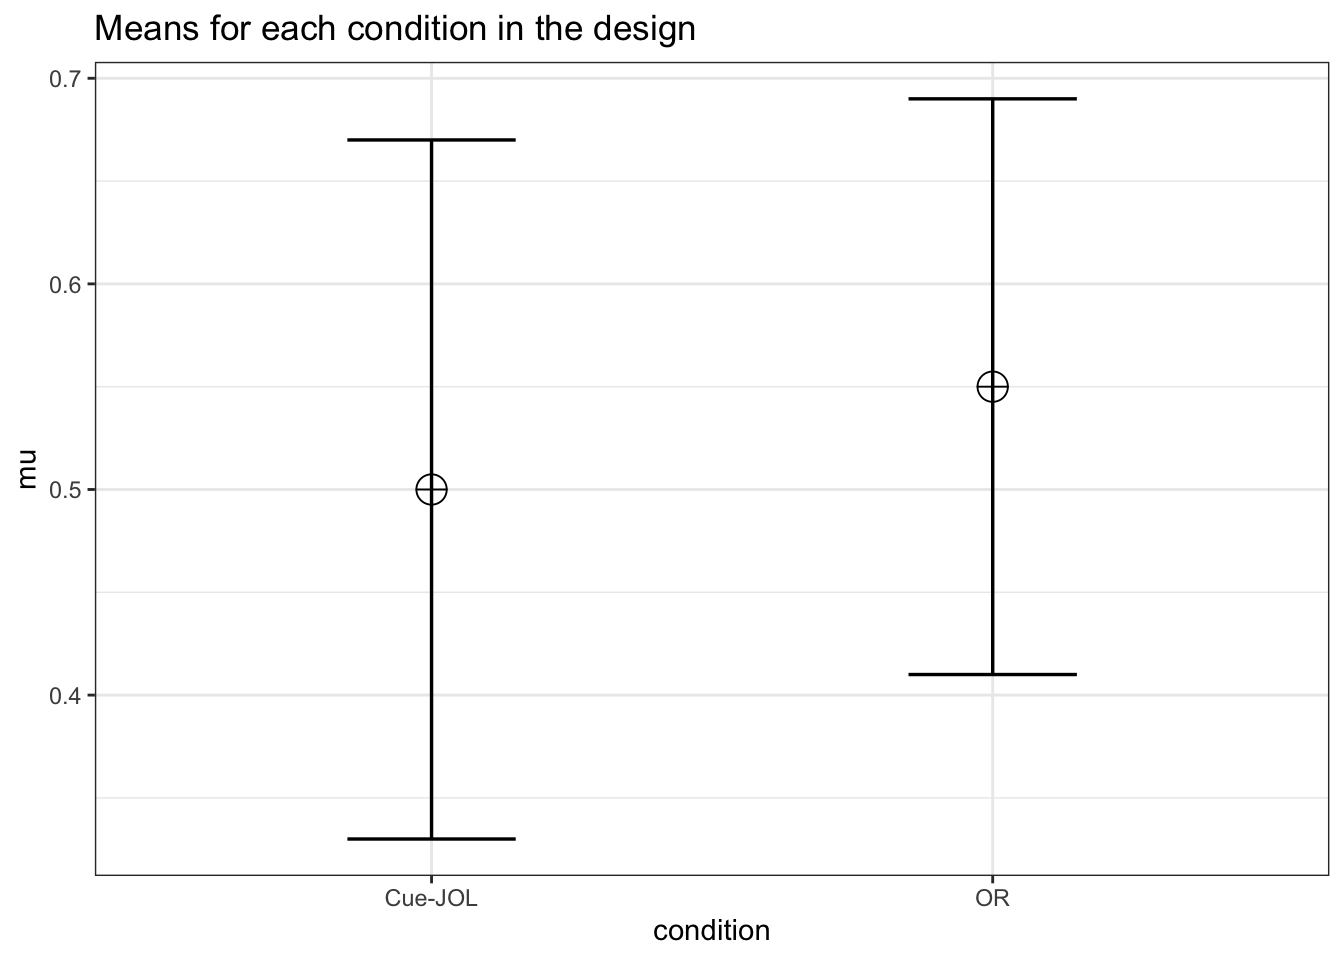 Means for each condition in the design
0.7
0.6
0.5
0.4
mu
Cue-JOL
OR
condition